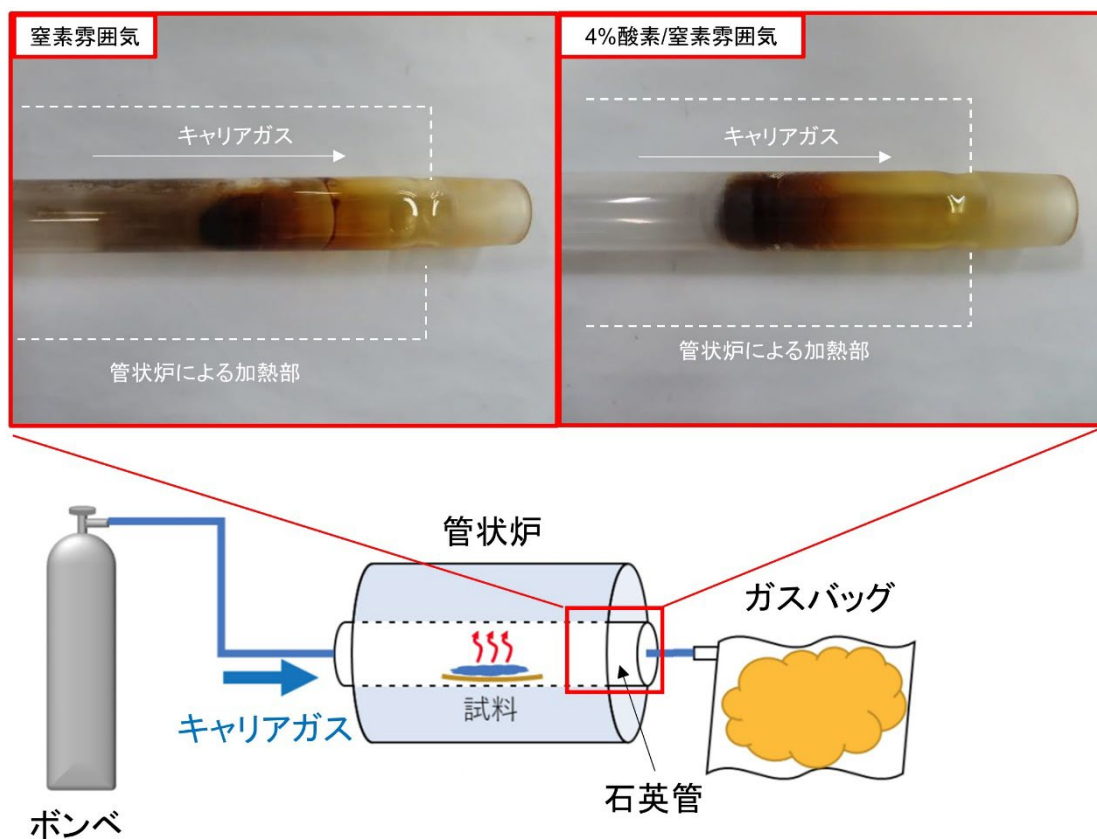 窒素雰囲気
4%酸素/窒素雰囲気
キャリアガス
キャリアガス
管状炉による加熱部
管状炉による加熱部
管状炉
ガスバッグ
試料
キャリアガス
石英管
ボンベ